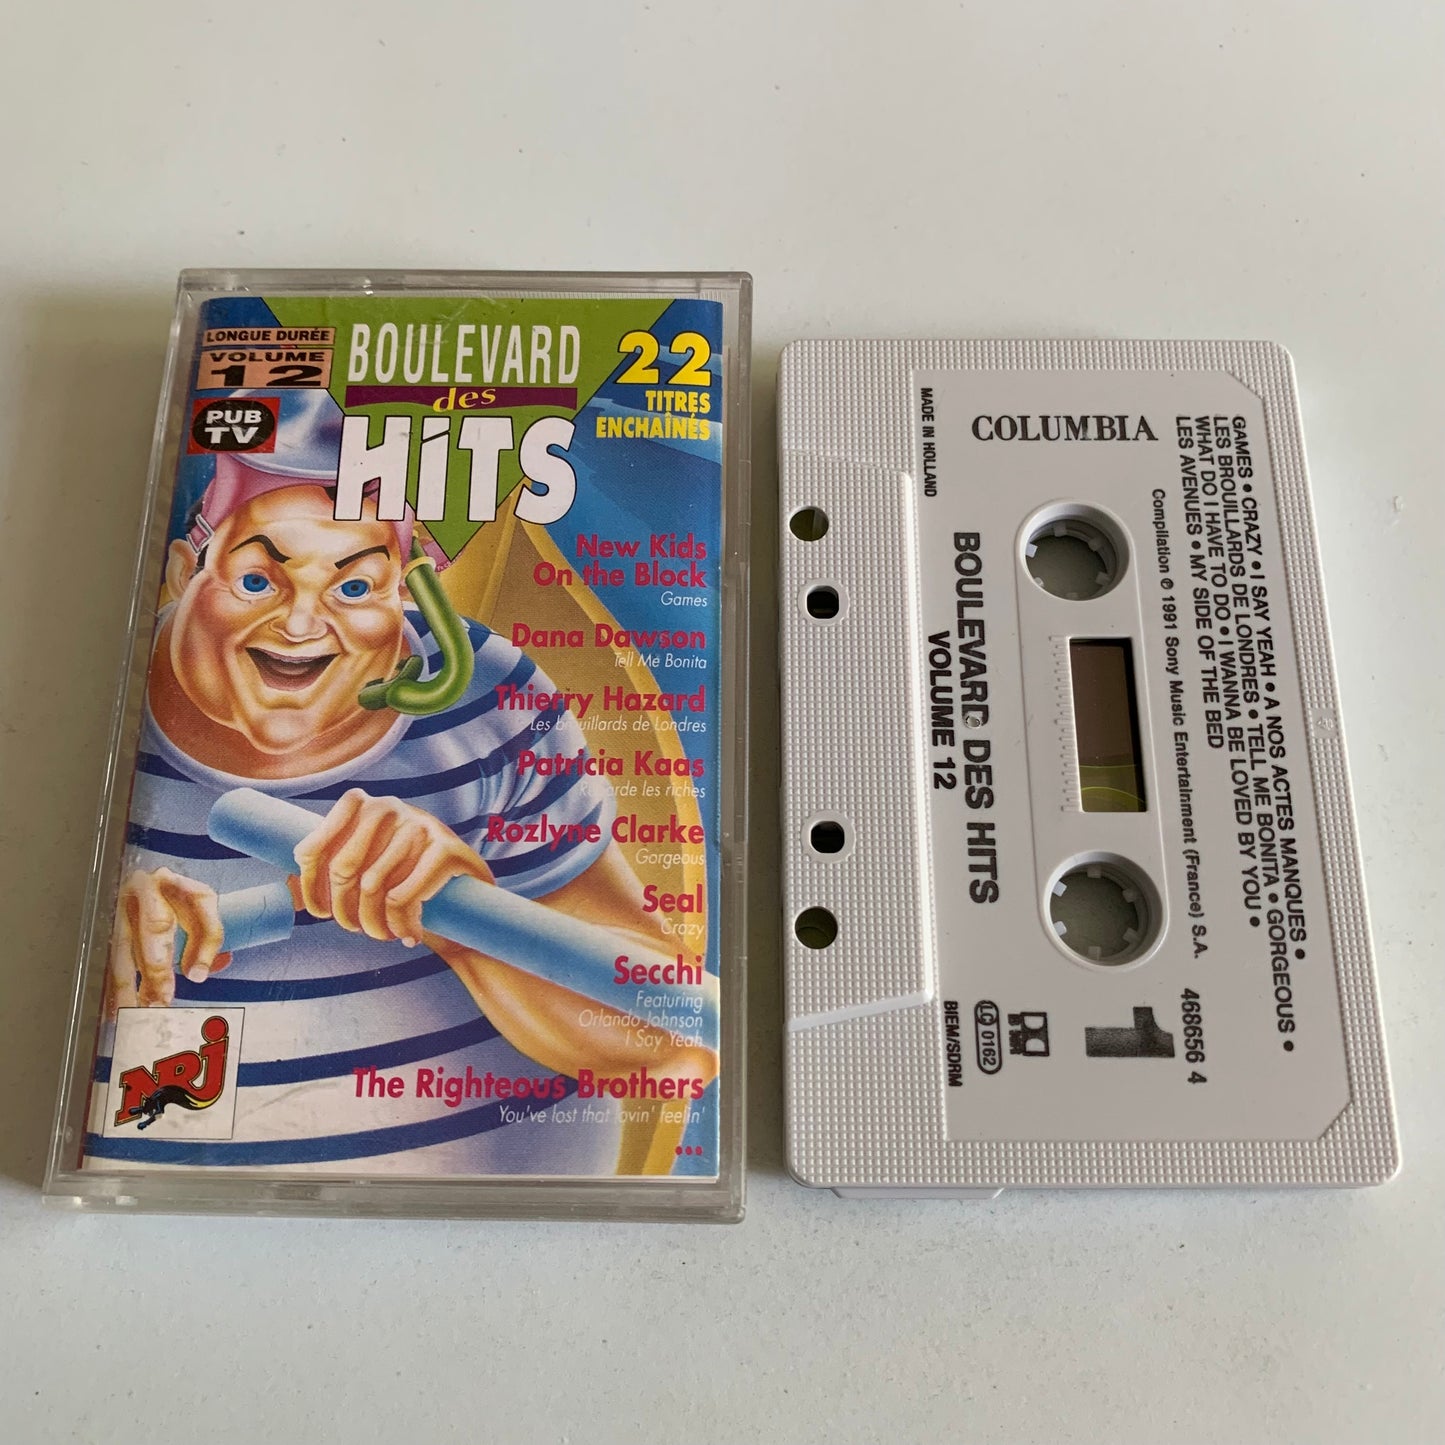 LONGUE DURÉE
VOLUME
12
PUB
TV
BOULEVARD
des
HiTS
22
TITRES
ENCHAÎNÉS
New Kids
On the Block
Games
Dana Dawson
Tell Me Bonita
Thierry Hazard
Les brouillards de Londres
Patricia Kaas
Regarde les riches
Rozlyne Clarke
Gorgeous
Seal
Crazy
Secchi
Featuring
Orlando Johnson
I Say Yeah
The Righteous Brothers
You've lost that lovin' feelin'
...
NRJ
COLUMBIA
MADE IN HOLLAND
GAMES • CRAZY • I SAY YEAH • A NOS ACTES MANQUES •
LES BROUILLARDS DE LONDRES • TELL ME BONITA • GORGEOUS •
WHAT DO I HAVE TO DO • I WANNA BE LOVED BY YOU •
LES AVENUES • MY SIDE OF THE BED
Compilation ℗ 1991 Sony Music Entertainment (France) S.A.
BOULEVARD DES HITS
VOLUME 12
468656 4
1
LC 0162
BIEM/SDRM